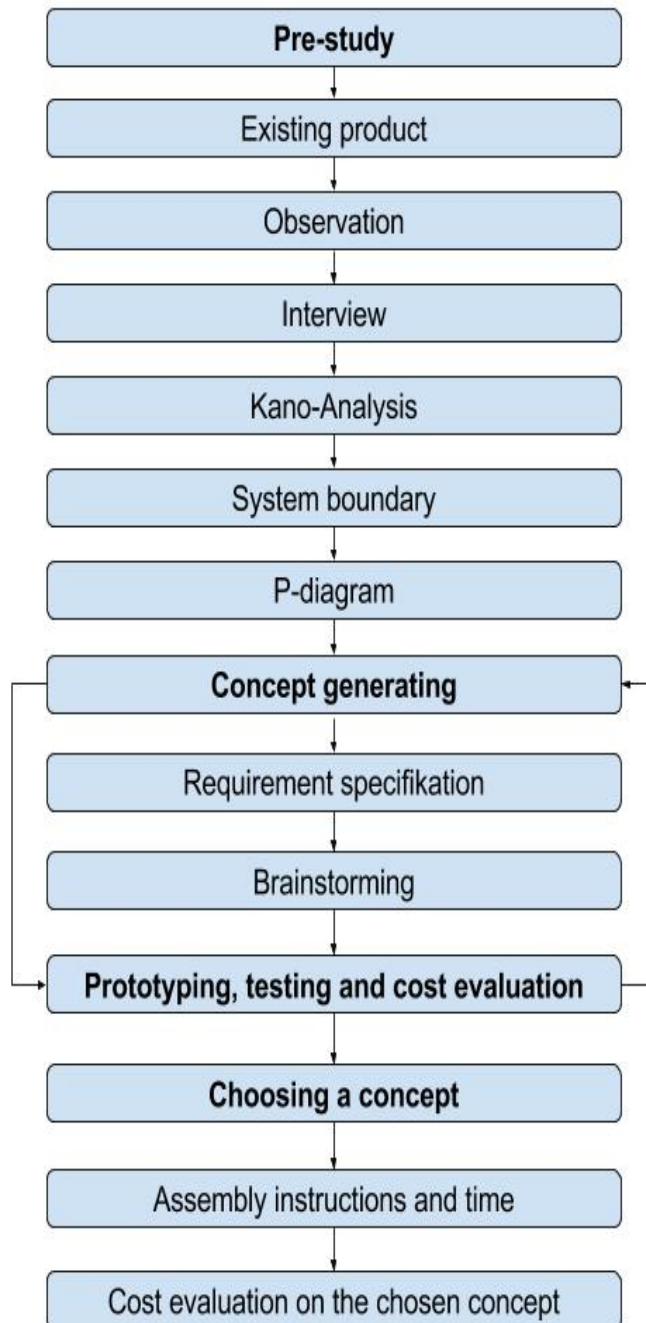 Pre-study
Existing product
Observation
Interview
Kano-Analysis
System boundary
P-diagram
Concept generating
Requirement specifikation
Brainstorming
Prototyping, testing and cost evaluation
Choosing a concept
Assembly instructions and time
Cost evaluation on the chosen concept